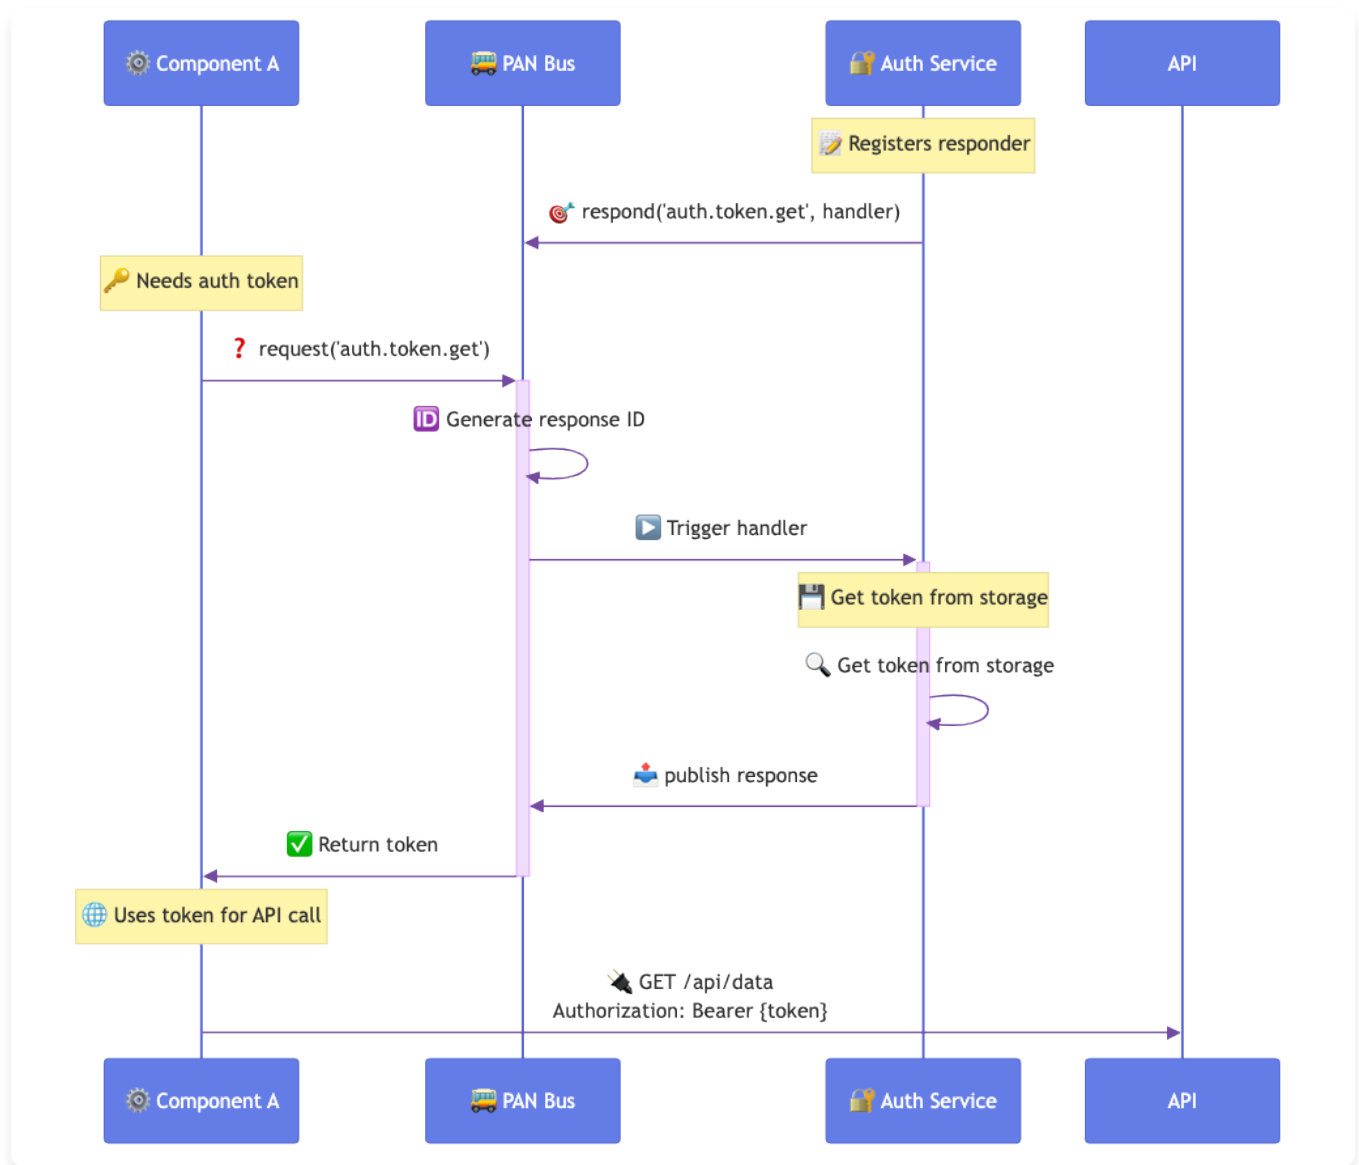 ⚙️ Component A
🚌 PAN Bus
🔐 Auth Service
API
📝 Registers responder
🎯 respond('auth.token.get', handler)
🔑 Needs auth token
❓ request('auth.token.get')
🆔 Generate response ID
▶️ Trigger handler
💾 Get token from storage
🔍 Get token from storage
📤 publish response
✅ Return token
🌐 Uses token for API call
🔌 GET /api/data
Authorization: Bearer {token}
⚙️ Component A
🚌 PAN Bus
🔐 Auth Service
API